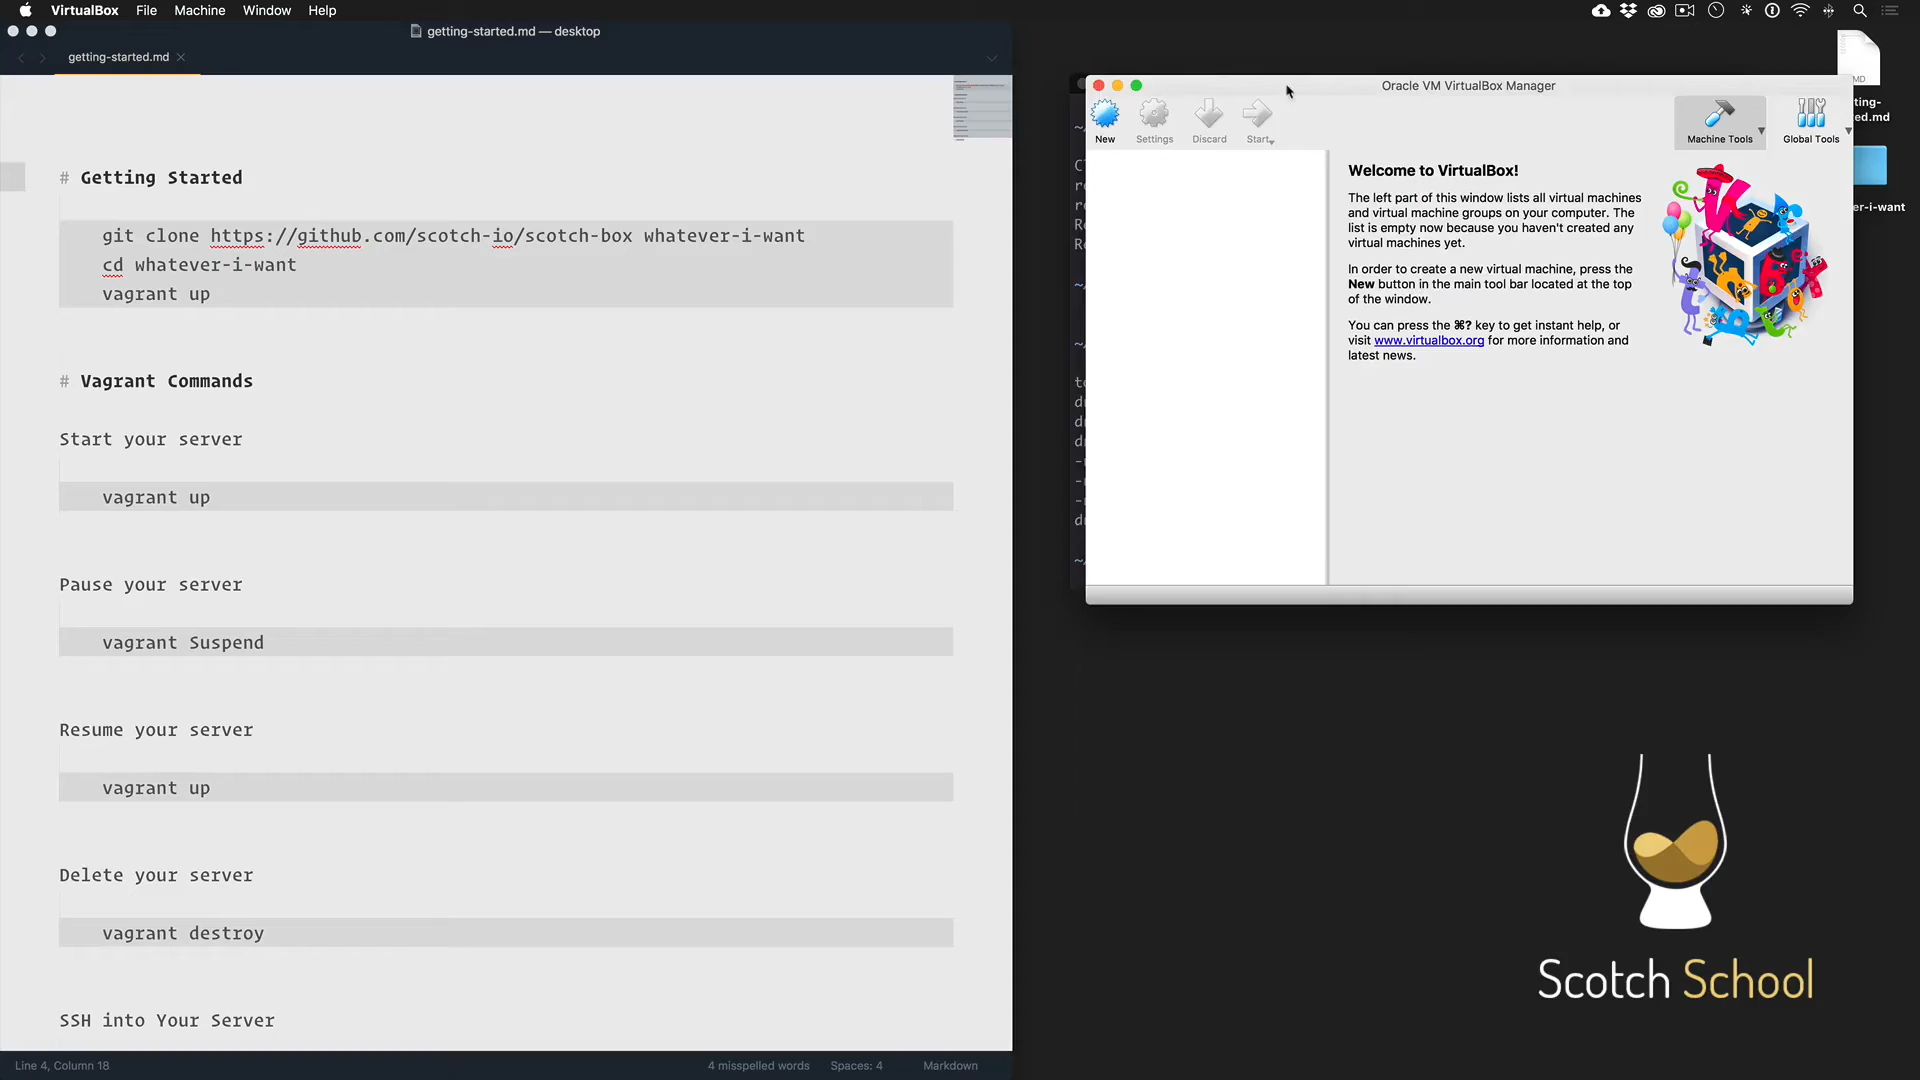 VirtualBox File Machine Window Help
getting-started.md — desktop
getting-started.md
# Getting Started
git clone https://github.com/scotch-io/scotch-box whatever-i-want
cd whatever-i-want
vagrant up
# Vagrant Commands
Start your server
vagrant up
Pause your server
vagrant Suspend
Resume your server
vagrant up
Delete your server
vagrant destroy
SSH into Your Server
Line 4, Column 18
4 misspelled words
Spaces: 4
Markdown
Oracle VM VirtualBox Manager
New Settings Discard Start
Machine Tools Global Tools
Welcome to VirtualBox!
The left part of this window lists all virtual machines
and virtual machine groups on your computer. The
list is empty now because you haven't created any
virtual machines yet.
In order to create a new virtual machine, press the
New button in the main tool bar located at the top
of the window.
You can press the ⌘? key to get instant help, or
visit www.virtualbox.org for more information and
latest news.
MD
ting-
ed.md
er-i-want
Scotch School